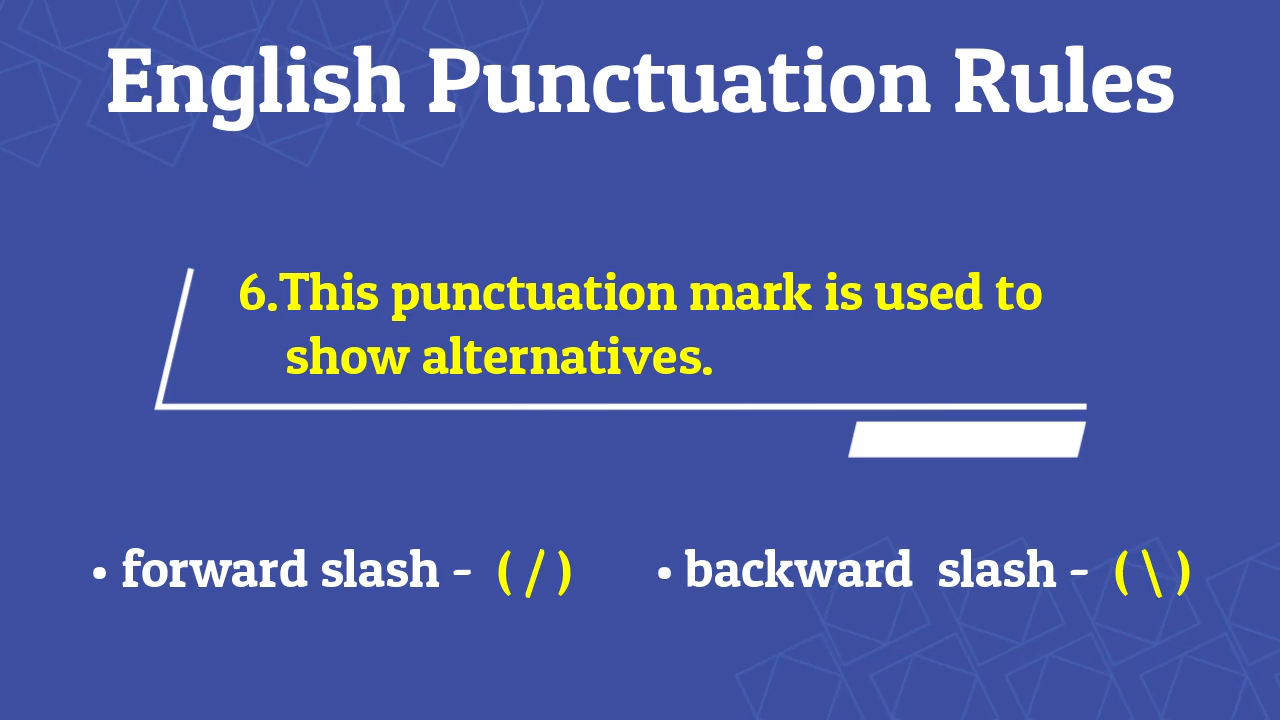 English Punctuation Rules
6.This punctuation mark is used to
show alternatives.
• forward slash - ( / ) • backward slash - ( \ )